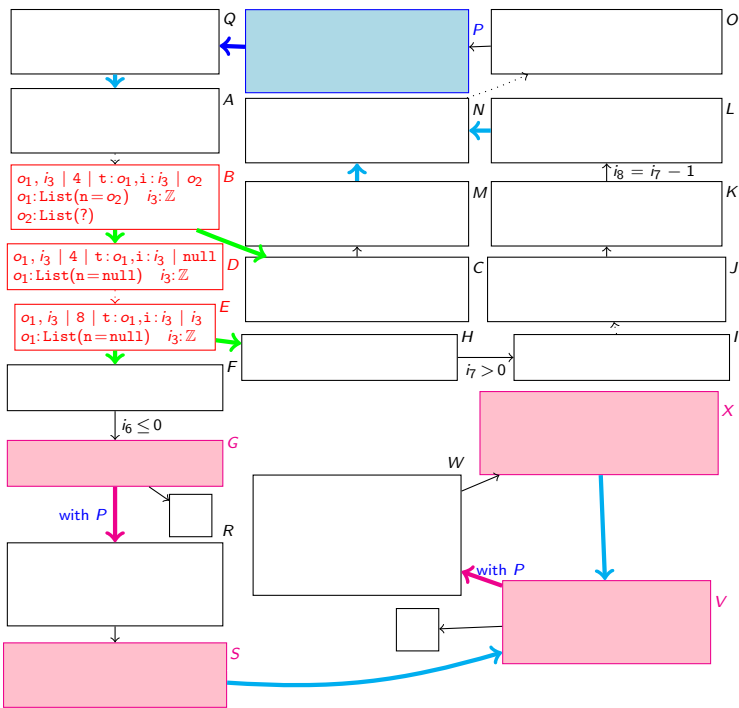 Q
P
O
A
N
L
o₁, i₃ | 4 | t:o₁,i:i₃ | o₂
o₁:List(n=o₂) i₃:ℤ
o₂:List(?)
B
i₈ = i₇ − 1
M
K
o₁, i₃ | 4 | t:o₁,i:i₃ | null
o₁:List(n=null) i₃:ℤ
D
C
J
o₁, i₃ | 8 | t:o₁,i:i₃ | i₃
o₁:List(n=null) i₃:ℤ
E
H
I
i₇ > 0
F
i₆ ≤ 0
X
G
W
with P
R
with P
V
S